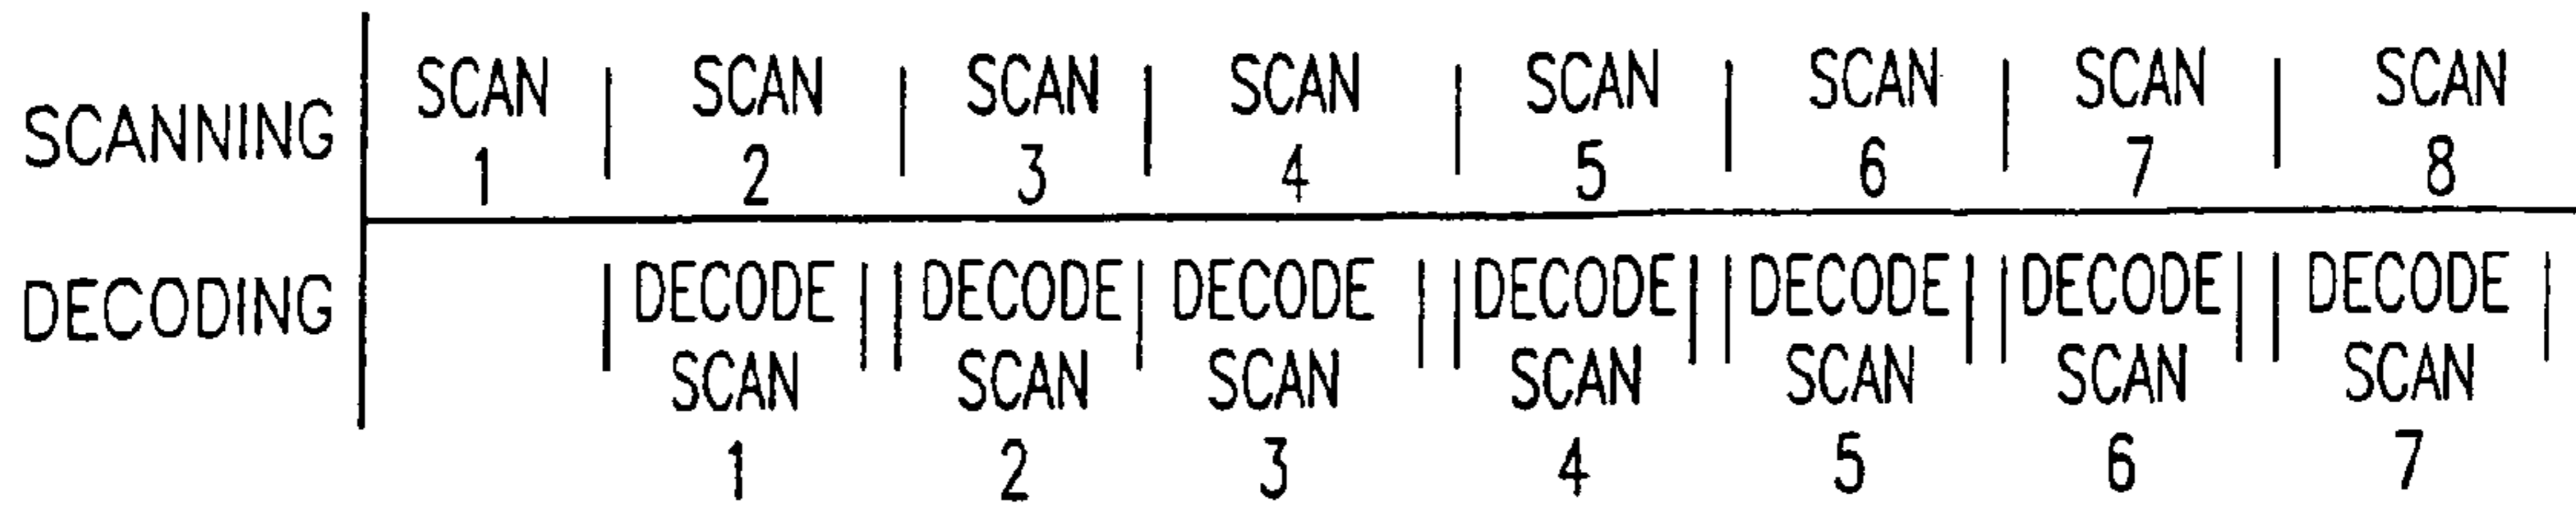 SCANNING
SCAN SCAN SCAN SCAN SCAN SCAN SCAN SCAN
1 2 3 4 5 6 7 8
DECODING
DECODE DECODE DECODE DECODE DECODE DECODE DECODE
SCAN SCAN SCAN SCAN SCAN SCAN SCAN
1 2 3 4 5 6 7